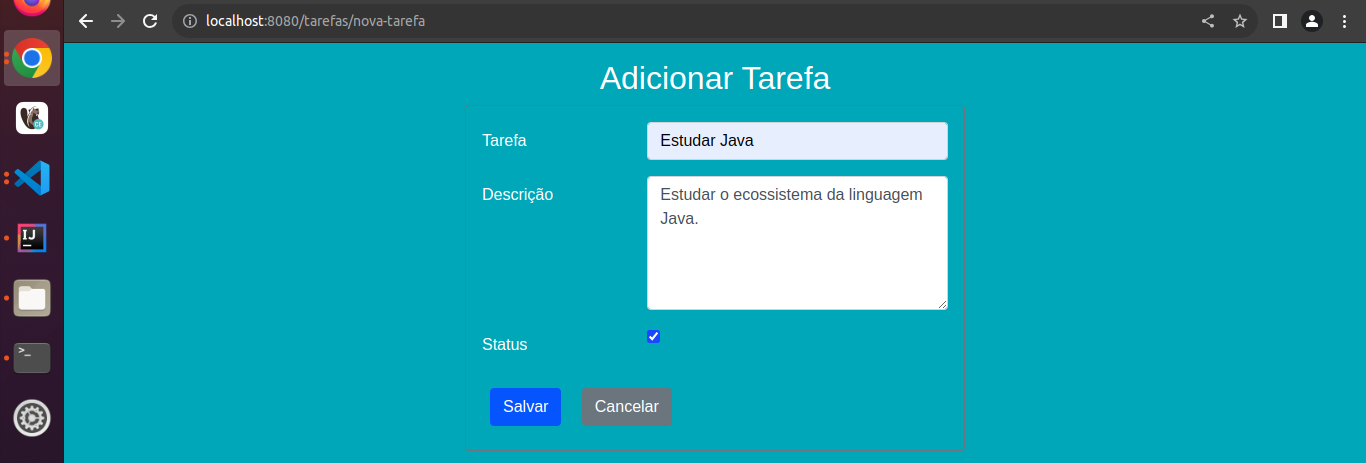 localhost:8080/tarefas/nova-tarefa
Adicionar Tarefa
Tarefa
Estudar Java
Descrição
Estudar o ecossistema da linguagem
Java.
Status
Salvar
Cancelar
IJ
>_